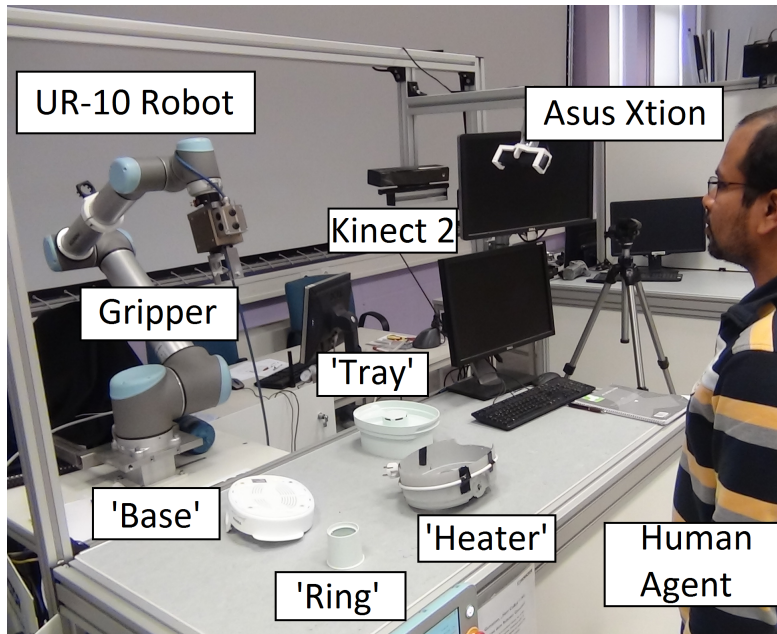 UR-10 Robot
Asus Xtion
Kinect 2
Gripper
'Tray'
'Base'
'Heater'
'Ring'
Human
Agent